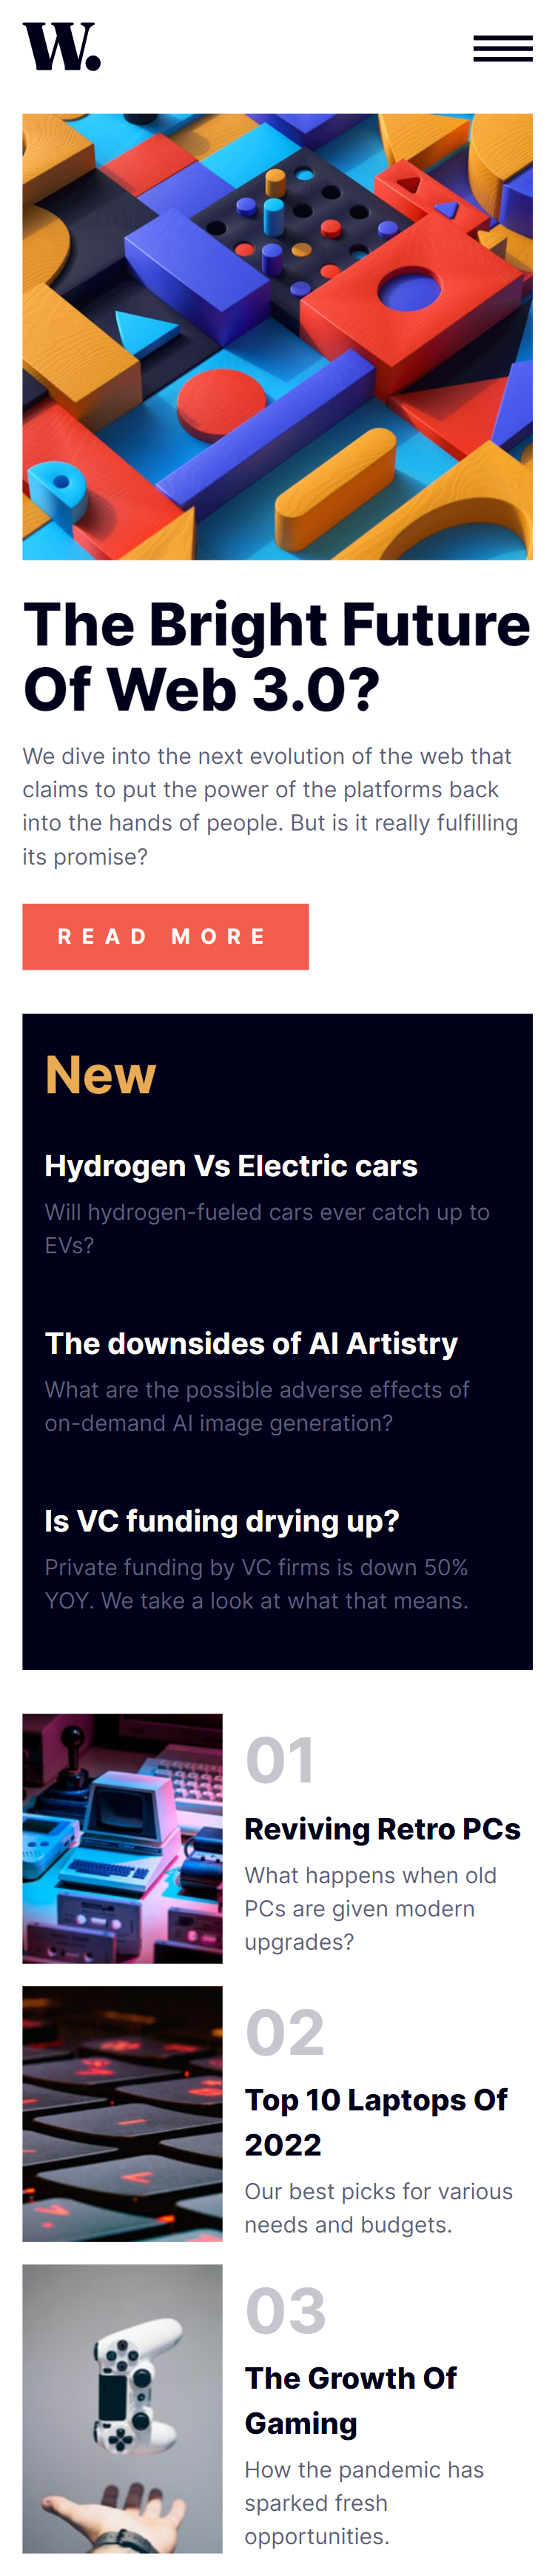 W.
The Bright Future
Of Web 3.0?
We dive into the next evolution of the web that
claims to put the power of the platforms back
into the hands of people. But is it really fulfilling
its promise?
READ MORE
New
Hydrogen Vs Electric cars
Will hydrogen-fueled cars ever catch up to
EVs?
The downsides of AI Artistry
What are the possible adverse effects of
on-demand AI image generation?
Is VC funding drying up?
Private funding by VC firms is down 50%
YOY. We take a look at what that means.
01
Reviving Retro PCs
What happens when old
PCs are given modern
upgrades?
02
Top 10 Laptops Of
2022
Our best picks for various
needs and budgets.
03
The Growth Of
Gaming
How the pandemic has
sparked fresh
opportunities.